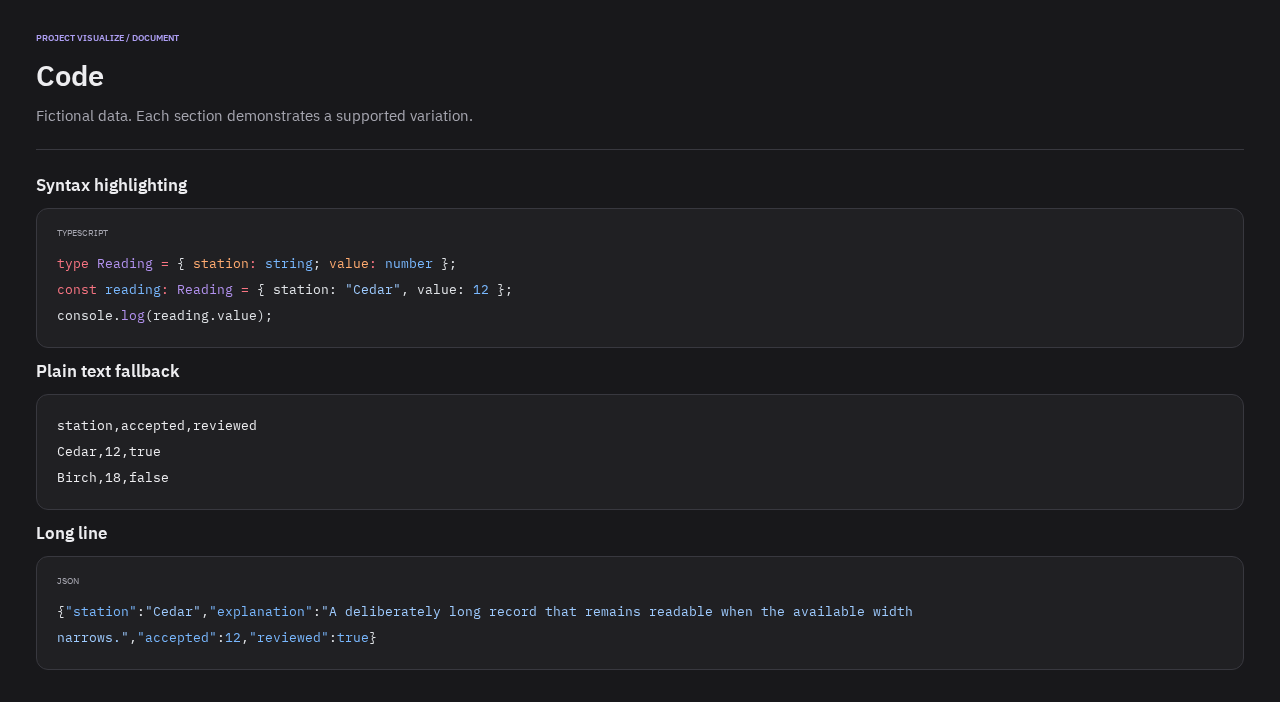 PROJECT VISUALIZE / DOCUMENT
Code
Fictional data. Each section demonstrates a supported variation.
Syntax highlighting
TYPESCRIPT
type Reading = { station: string; value: number };
const reading: Reading = { station: "Cedar", value: 12 };
console.log(reading.value);
Plain text fallback
station,accepted,reviewed
Cedar,12,true
Birch,18,false
Long line
JSON
{"station":"Cedar","explanation":"A deliberately long record that remains readable when the available width
narrows.","accepted":12,"reviewed":true}